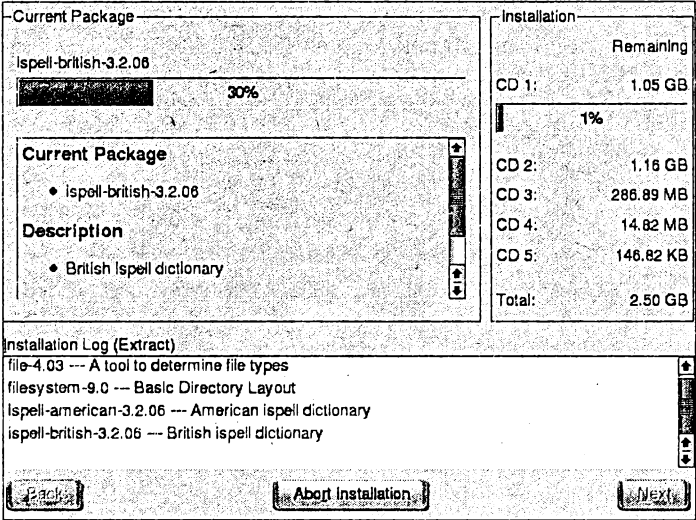 Current Package
ispell-british-3.2.06
30%
Current Package
• ispell-british-3.2.06
Description
• British ispell dictionary
Installation
Remaining
CD 1: 1.05 GB
1%
CD 2: 1.16 GB
CD 3: 286.89 MB
CD 4: 14.82 MB
CD 5: 146.82 KB
Total: 2.50 GB
Installation Log (Extract)
file-4.03 --- A tool to determine file types
filesystem-9.0 --- Basic Directory Layout
ispell-american-3.2.06 --- American ispell dictionary
ispell-british-3.2.06 --- British ispell dictionary
Back
Abort Installation
Next